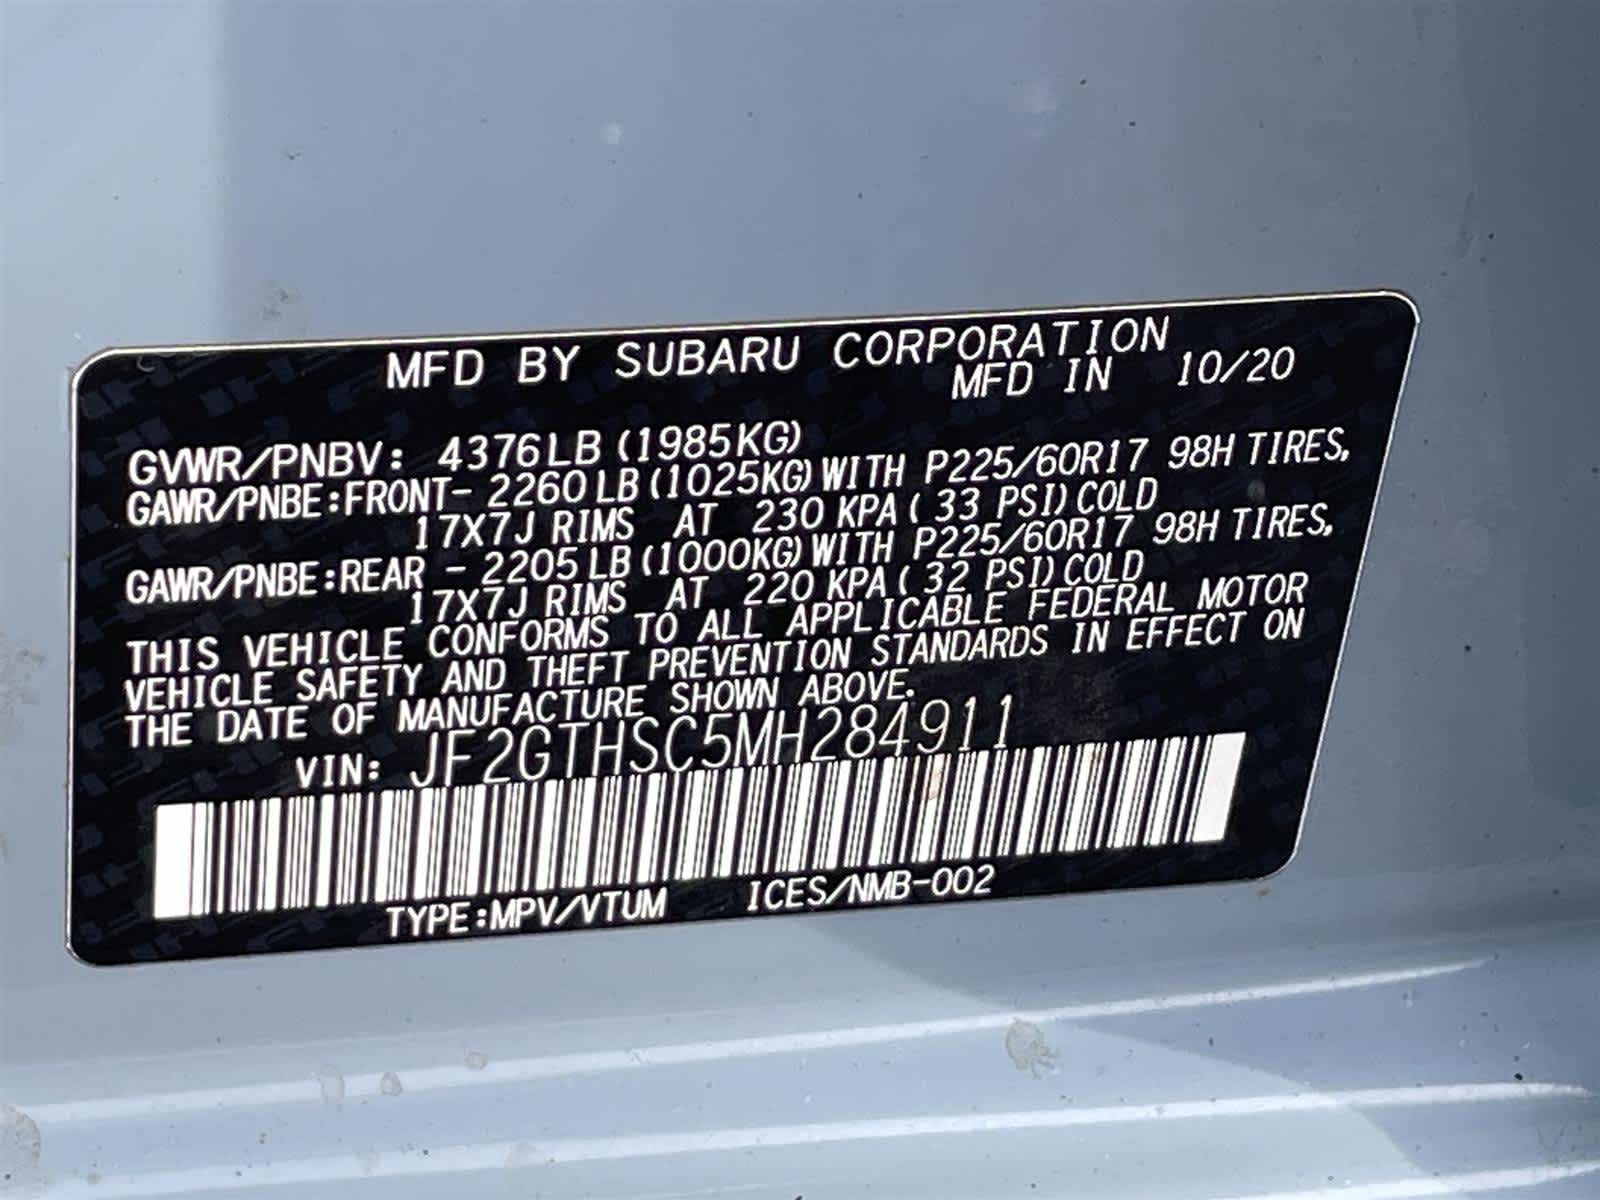 MFD BY SUBARU CORPORATION
MFD IN 10/20
GVWR/PNBV: 4376LB (1985KG)
GAWR/PNBE:FRONT- 2260LB (1025KG) WITH P225/60R17 98H TIRES,
17X7J RIMS AT 230 KPA ( 33 PSI) COLD
GAWR/PNBE:REAR - 2205LB (1000KG) WITH P225/60R17 98H TIRES,
17X7J RIMS AT 220 KPA ( 32 PSI) COLD
THIS VEHICLE CONFORMS TO ALL APPLICABLE FEDERAL MOTOR
VEHICLE SAFETY AND THEFT PREVENTION STANDARDS IN EFFECT ON
THE DATE OF MANUFACTURE SHOWN ABOVE.
VIN: JF2GTHSC5MH284911
TYPE:MPV/VTUM ICES/NMB-002